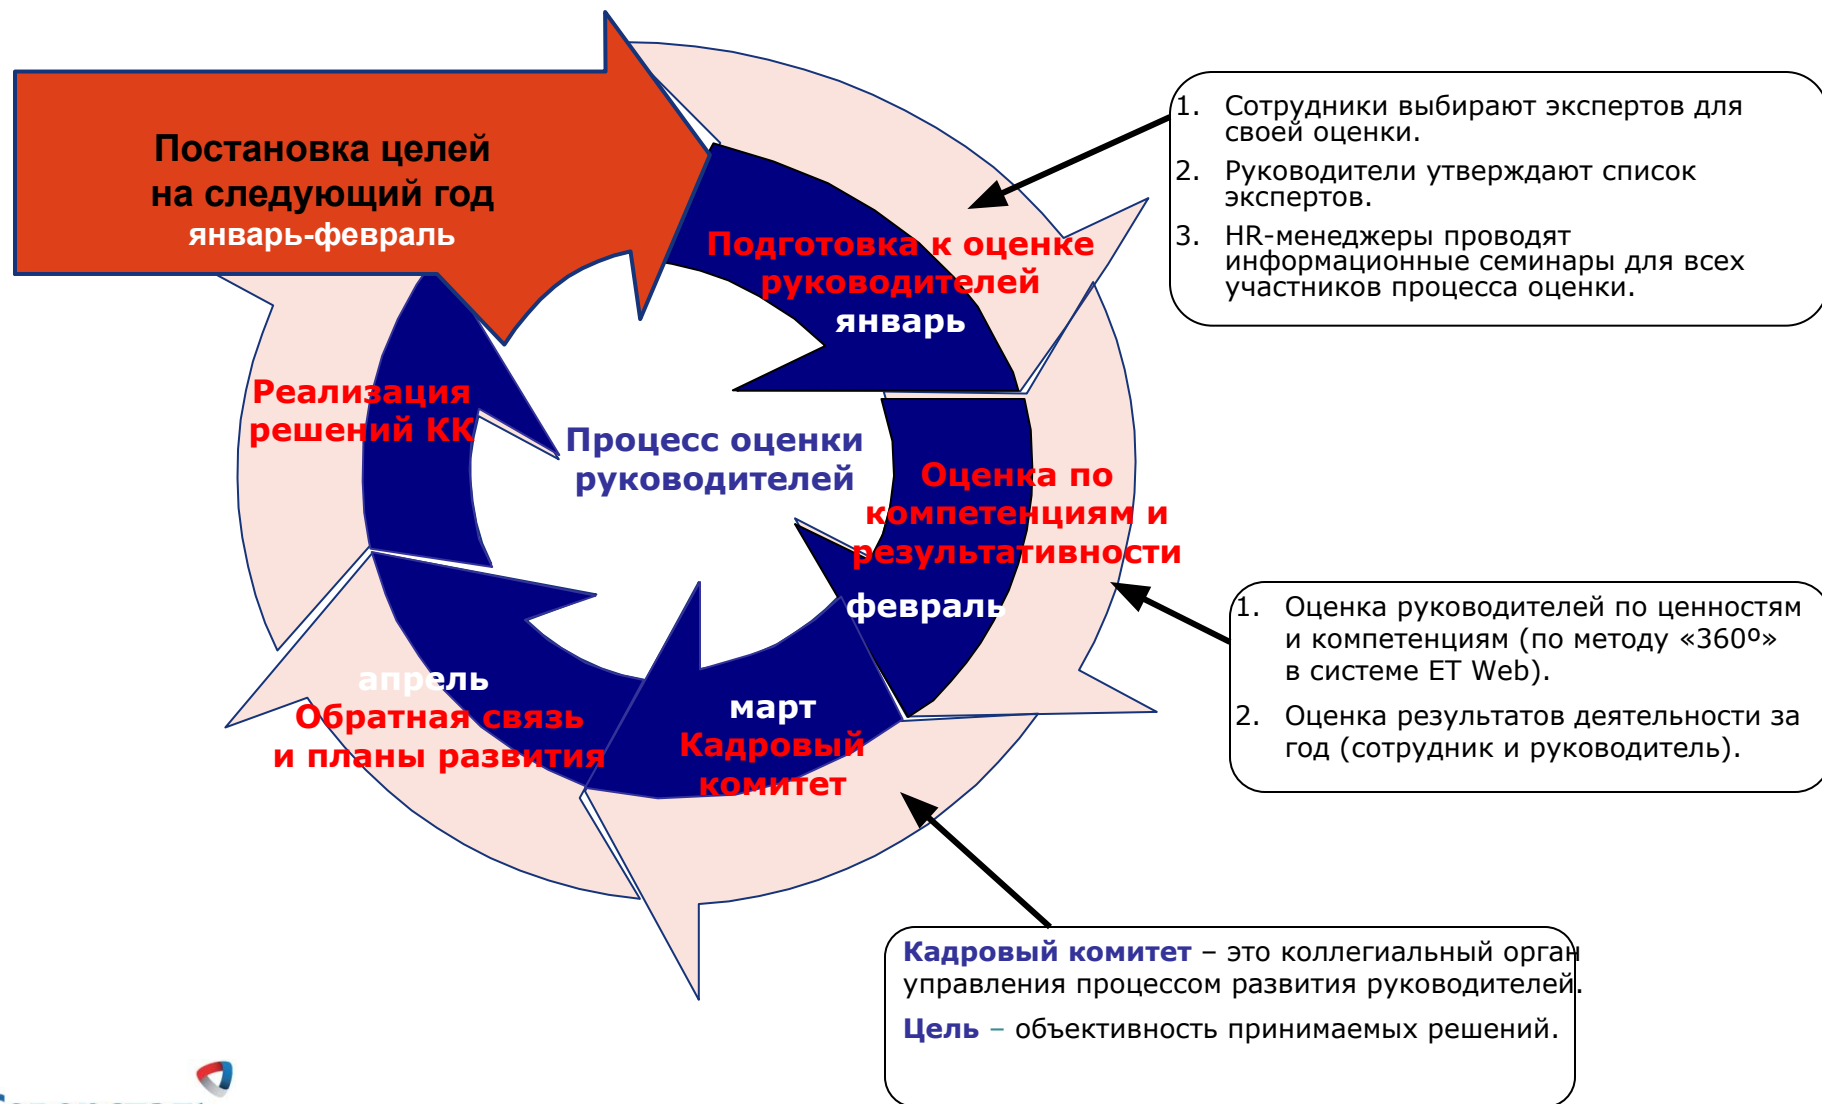 Постановка целей
на следующий год
январь-февраль
Подготовка к оценке
руководителей
январь
1. Сотрудники выбирают экспертов для
своей оценки.
2. Руководители утверждают список
экспертов.
3. HR-менеджеры проводят
информационные семинары для всех
участников процесса оценки.
Реализация
решений КК
Процесс оценки
руководителей
Оценка по
компетенциям и
результативности
февраль
1. Оценка руководителей по ценностям
и компетенциям (по методу «360º»
в системе ET Web).
2. Оценка результатов деятельности за
год (сотрудник и руководитель).
апрель
Обратная связь
и планы развития
март
Кадровый
комитет
Кадровый комитет – это коллегиальный орган
управления процессом развития руководителей.
Цель – объективность принимаемых решений.